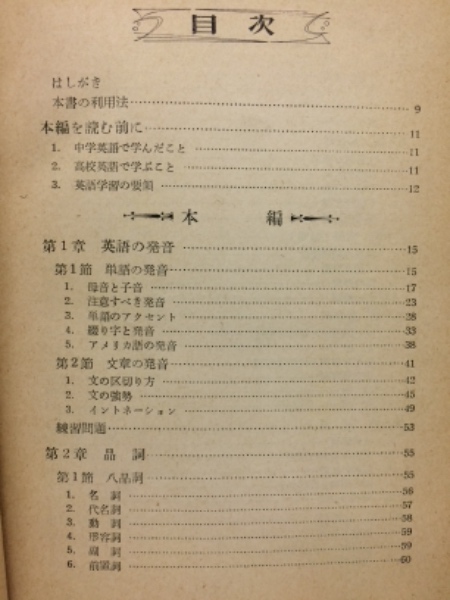 目次
はしがき
本書の利用法 9
本編を読む前に 11
1. 中学英語で学んだこと 11
2. 高校英語で学ぶこと 11
3. 英語学習の要領 12
本編
第1章 英語の発音 15
第1節 単語の発音 15
1. 母音と子音 17
2. 注意すべき発音 23
3. 単語のアクセント 28
4. 綴り字と発音 33
5. アメリカ語の発音 38
第2節 文章の発音 41
1. 文の区切り方 42
2. 文の強勢 45
3. イントネーション 49
練習問題 53
第2章 品詞 55
第1節 八品詞 55
1. 名詞 56
2. 代名詞 57
3. 動詞 58
4. 形容詞 59
5. 副詞 59
6. 前置詞 60